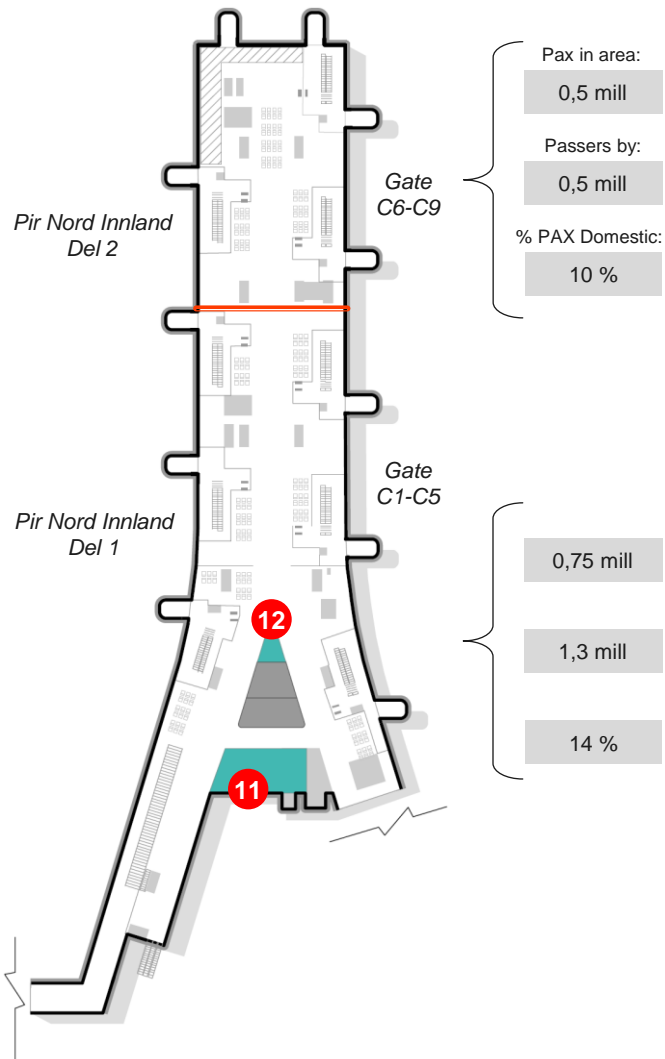 Pax in area:
0,5 mill
Passers by:
0,5 mill
% PAX Domestic:
10 %
Gate
C6-C9
Pir Nord Innland
Del 2
Gate
C1-C5
Pir Nord Innland
Del 1
0,75 mill
1,3 mill
14 %
12
11